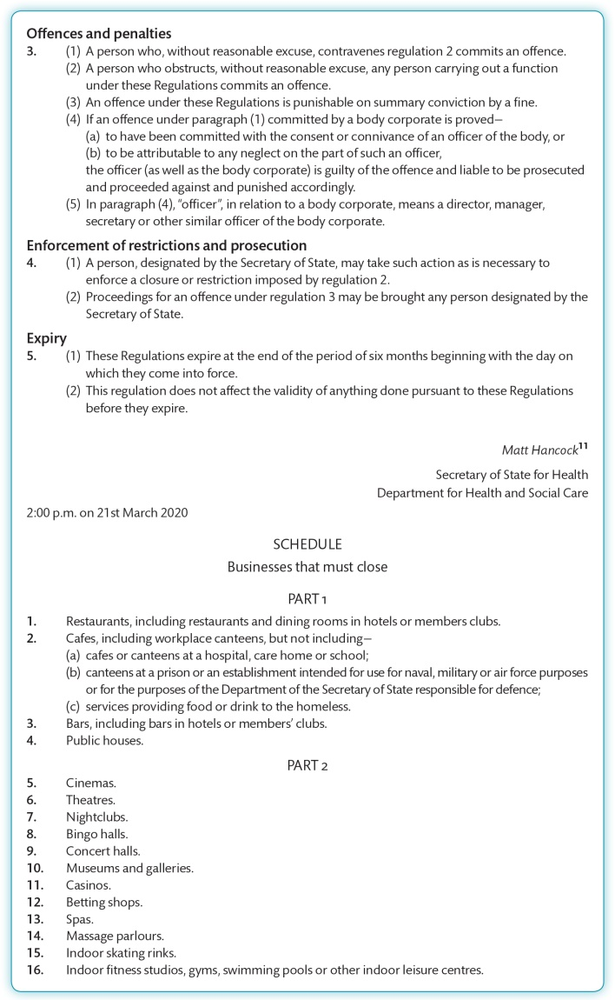 Offences and penalties
3. (1) A person who, without reasonable excuse, contravenes regulation 2 commits an offence.
(2) A person who obstructs, without reasonable excuse, any person carrying out a function
under these Regulations commits an offence.
(3) An offence under these Regulations is punishable on summary conviction by a fine.
(4) If an offence under paragraph (1) committed by a body corporate is proved—
(a) to have been committed with the consent or connivance of an officer of the body, or
(b) to be attributable to any neglect on the part of such an officer,
the officer (as well as the body corporate) is guilty of the offence and liable to be prosecuted
and proceeded against and punished accordingly.
(5) In paragraph (4), "officer", in relation to a body corporate, means a director, manager,
secretary or other similar officer of the body corporate.
Enforcement of restrictions and prosecution
4. (1) A person, designated by the Secretary of State, may take such action as is necessary to
enforce a closure or restriction imposed by regulation 2.
(2) Proceedings for an offence under regulation 3 may be brought any person designated by the
Secretary of State.
Expiry
5. (1) These Regulations expire at the end of the period of six months beginning with the day on
which they come into force.
(2) This regulation does not affect the validity of anything done pursuant to these Regulations
before they expire.
Matt Hancock11
Secretary of State for Health
Department for Health and Social Care
2:00 p.m. on 21st March 2020
SCHEDULE
Businesses that must close
PART 1
1. Restaurants, including restaurants and dining rooms in hotels or members clubs.
2. Cafes, including workplace canteens, but not including—
(a) cafes or canteens at a hospital, care home or school;
(b) canteens at a prison or an establishment intended for use for naval, military or air force purposes
or for the purposes of the Department of the Secretary of State responsible for defence;
(c) services providing food or drink to the homeless.
3. Bars, including bars in hotels or members' clubs.
4. Public houses.
PART 2
5. Cinemas.
6. Theatres.
7. Nightclubs.
8. Bingo halls.
9. Concert halls.
10. Museums and galleries.
11. Casinos.
12. Betting shops.
13. Spas.
14. Massage parlours.
15. Indoor skating rinks.
16. Indoor fitness studios, gyms, swimming pools or other indoor leisure centres.